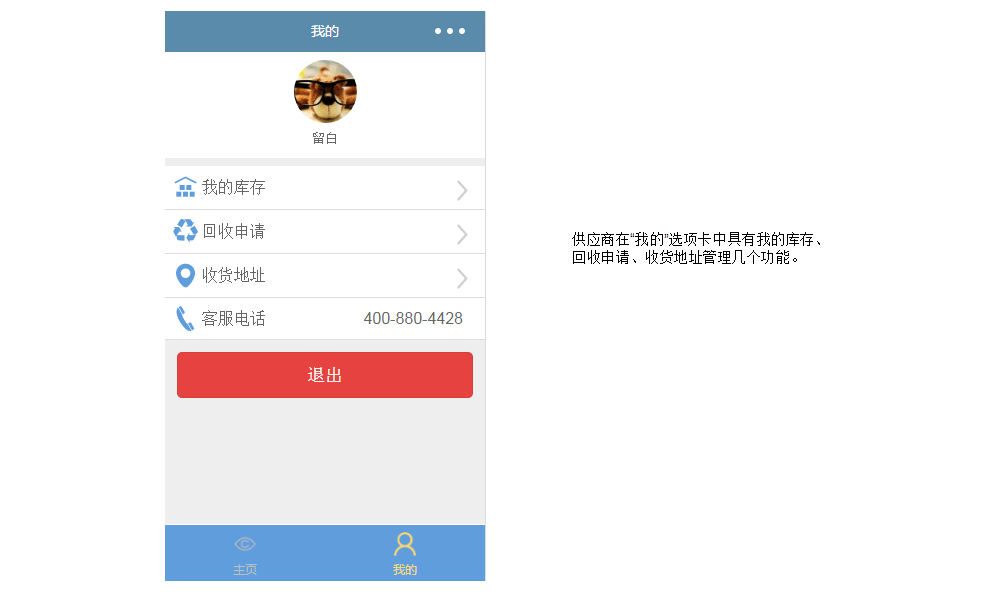 我的
留白
我的库存
回收申请
收货地址
客服电话 400-880-4428
退出
主页 我的
供应商在“我的”选项卡中具有我的库存、
回收申请、收货地址管理几个功能。